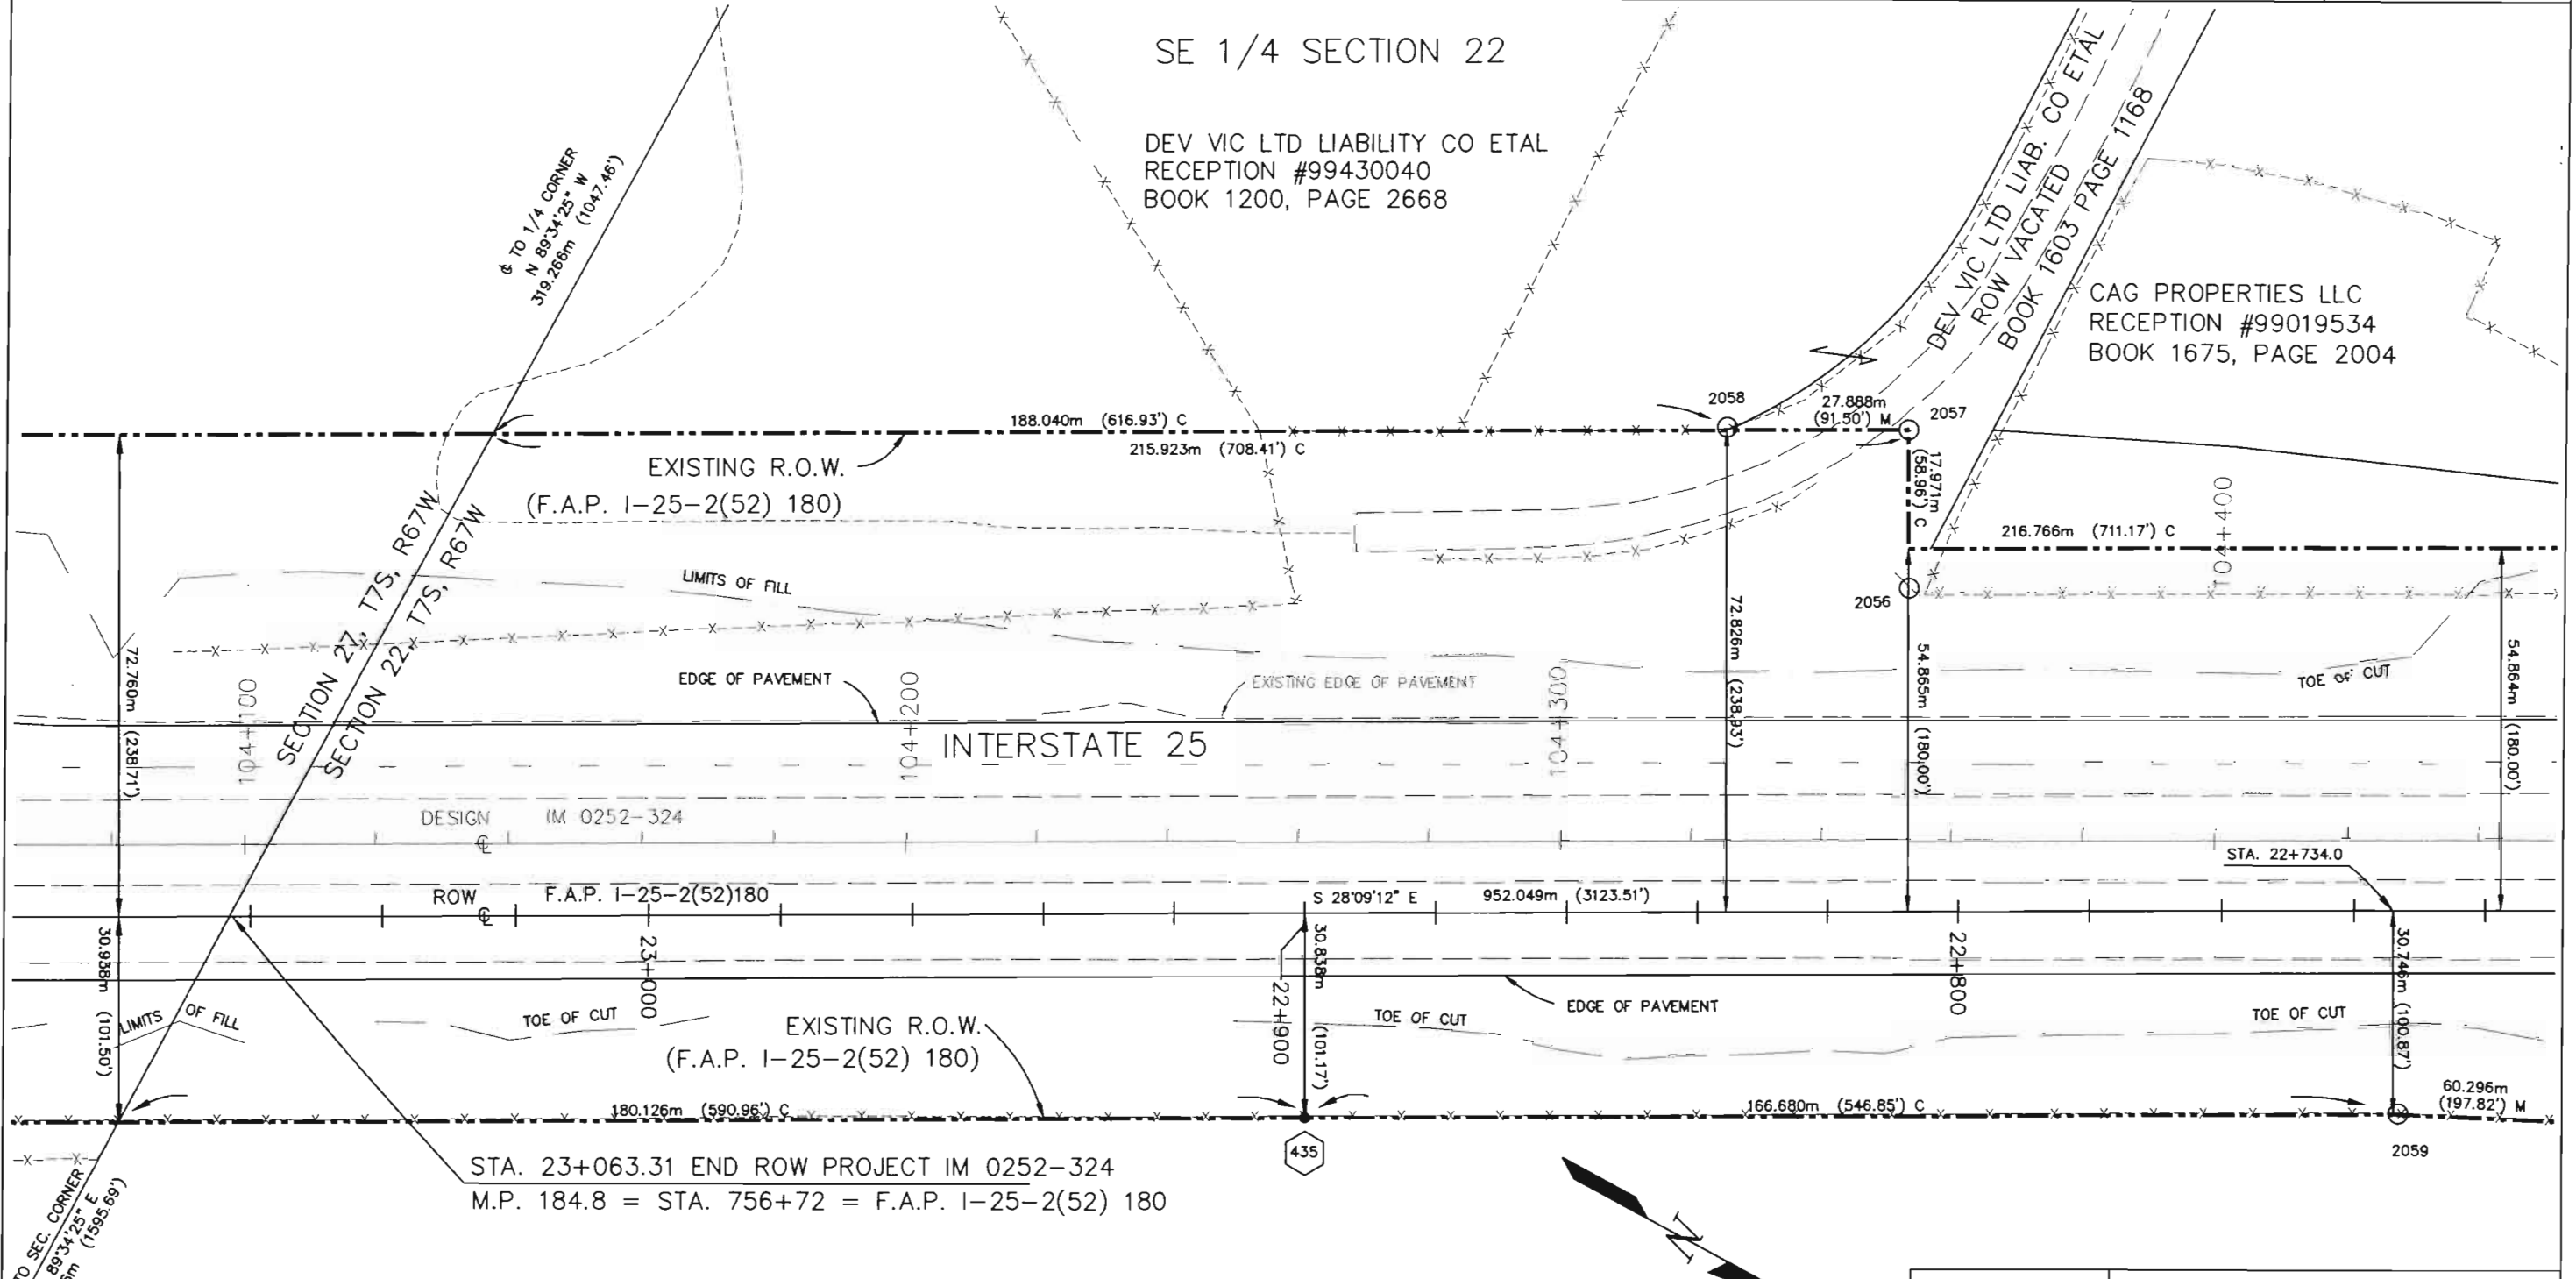 SE 1/4 SECTION 22
DEV VIC LTD LIABILITY CO ETAL
RECEPTION #99430040
BOOK 1200, PAGE 2668
DEV VIC LTD LIAB. CO ETAL
ROW VACATED
BOOK 1603 PAGE 1168
℄ TO 1/4 CORNER
N 89°34'25" W
319.266m (1047.46')
CAG PROPERTIES LLC
RECEPTION #99019534
BOOK 1675, PAGE 2004
188.040m (616.93') C
215.923m (708.41') C
2058
27.888m
(91.50') M
2057
EXISTING R.O.W.
(F.A.P. I-25-2(52) 180)
17.971m
(58.96') C
216.766m (711.17') C
104+400
2056
SECTION 27, T7S, R67W
SECTION 22, T7S, R67W
LIMITS OF FILL
72.760m (238.71')
72.826m (238.93')
54.865m (180.00')
54.864m (180.00')
EDGE OF PAVEMENT
EXISTING EDGE OF PAVEMENT
TOE OF CUT
104+100
104+200
104+300
INTERSTATE 25
DESIGN IM 0252-324
℄
STA. 22+734.0
ROW F.A.P. I-25-2(52)180
℄
S 28°09'12" E 952.049m (3123.51')
30.938m (101.50')
23+000
22+900
30.838m (101.17')
22+800
30.746m (100.87')
LIMITS OF FILL
TOE OF CUT
EXISTING R.O.W.
(F.A.P. I-25-2(52) 180)
TOE OF CUT
EDGE OF PAVEMENT
TOE OF CUT
180.126m (590.96') C
166.680m (546.85') C
60.296m
(197.82') M
435
2059
STA. 23+063.31 END ROW PROJECT IM 0252-324
M.P. 184.8 = STA. 756+72 = F.A.P. I-25-2(52) 180
TO SEC. CORNER
89°34'25" E
(1595.69')
N